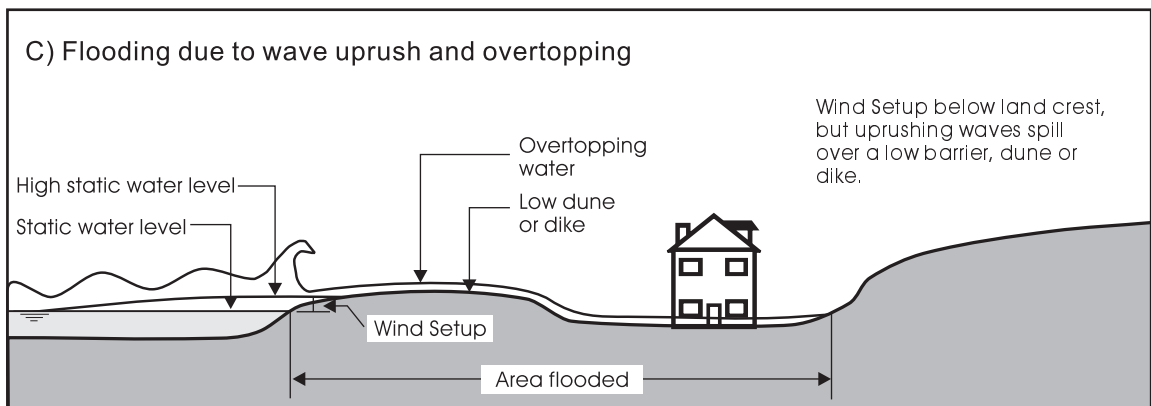 C) Flooding due to wave uprush and overtopping
Wind Setup below land crest,
but uprushing waves spill
over a low barrier, dune or
dike.
Overtopping
water
High static water level
Low dune
or dike
Static water level
Wind Setup
Area flooded